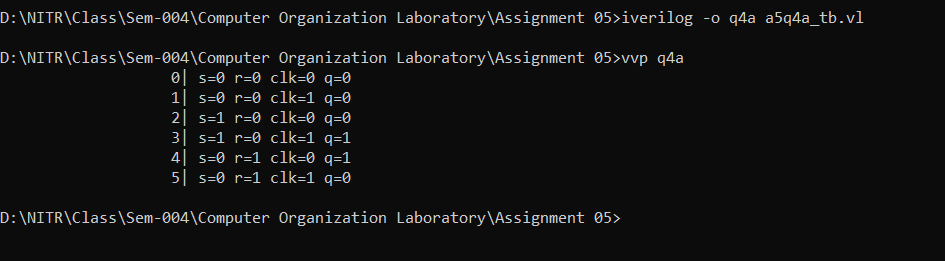 D:\NITR\Class\Sem-004\Computer Organization Laboratory\Assignment 05>iverilog -o q4a a5q4a_tb.vl
D:\NITR\Class\Sem-004\Computer Organization Laboratory\Assignment 05>vvp q4a
0| s=0 r=0 clk=0 q=0
1| s=0 r=0 clk=1 q=0
2| s=1 r=0 clk=0 q=0
3| s=1 r=0 clk=1 q=1
4| s=0 r=1 clk=0 q=1
5| s=0 r=1 clk=1 q=0
D:\NITR\Class\Sem-004\Computer Organization Laboratory\Assignment 05>